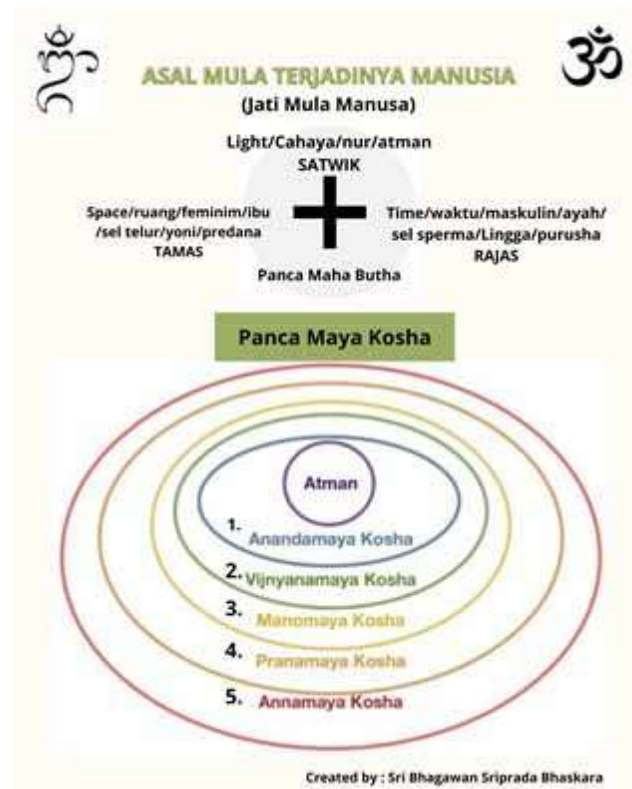 ॐ
ASAL MULA TERJADINYA MANUSIA
(Jati Mula Manusa)
Light/Cahaya/nur/atman
SATWIK
Space/ruang/feminim/ibu
/sel telur/yoni/predana
TAMAS
Time/waktu/maskulin/ayah/
sel sperma/Lingga/purusha
RAJAS
Panca Maha Butha
Panca Maya Kosha
Atman
1. Anandamaya Kosha
2. Vijnyanamaya Kosha
3. Manomaya Kosha
4. Pranamaya Kosha
5. Annamaya Kosha
Created by : Sri Bhagawan Sriprada Bhaskara